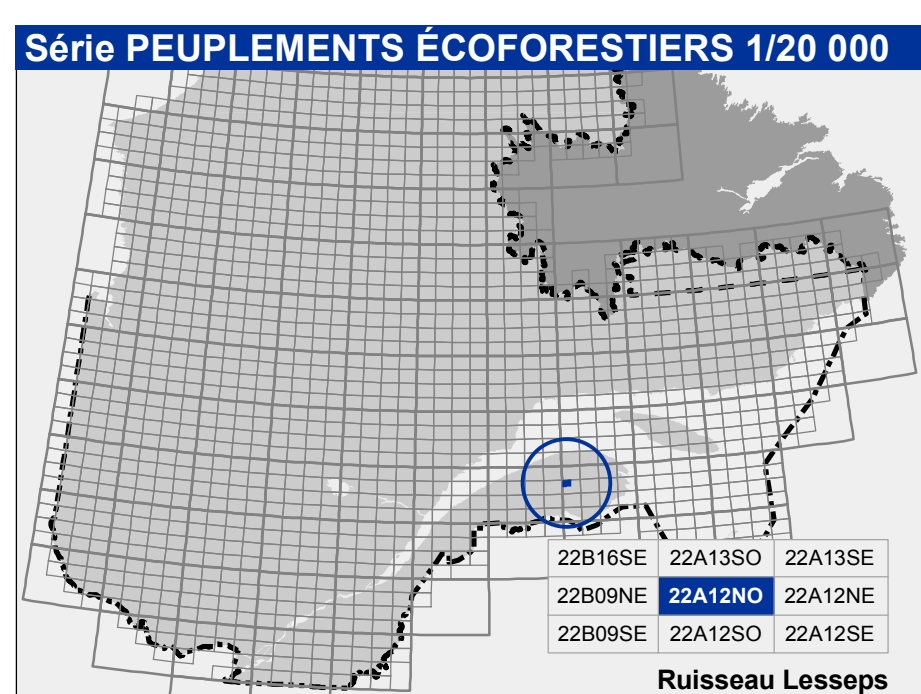 Série PEUPLEMENTS ÉCOFORESTIERS 1/20 000
22B16SE 22A13SO 22A13SE
22B09NE 22A12NO 22A12NE
22B09SE 22A12SO 22A12SE
Ruisseau Lesseps